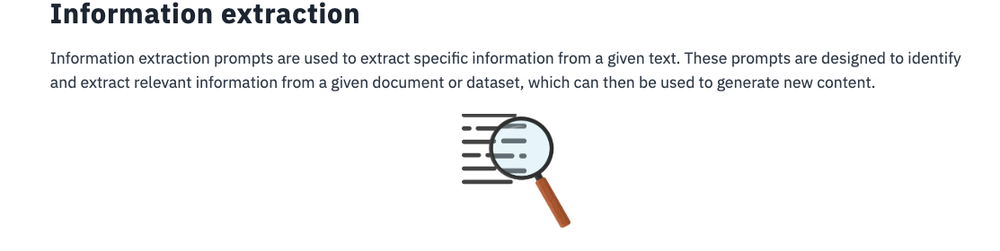 Information extraction
Information extraction prompts are used to extract specific information from a given text. These prompts are designed to identify
and extract relevant information from a given document or dataset, which can then be used to generate new content.